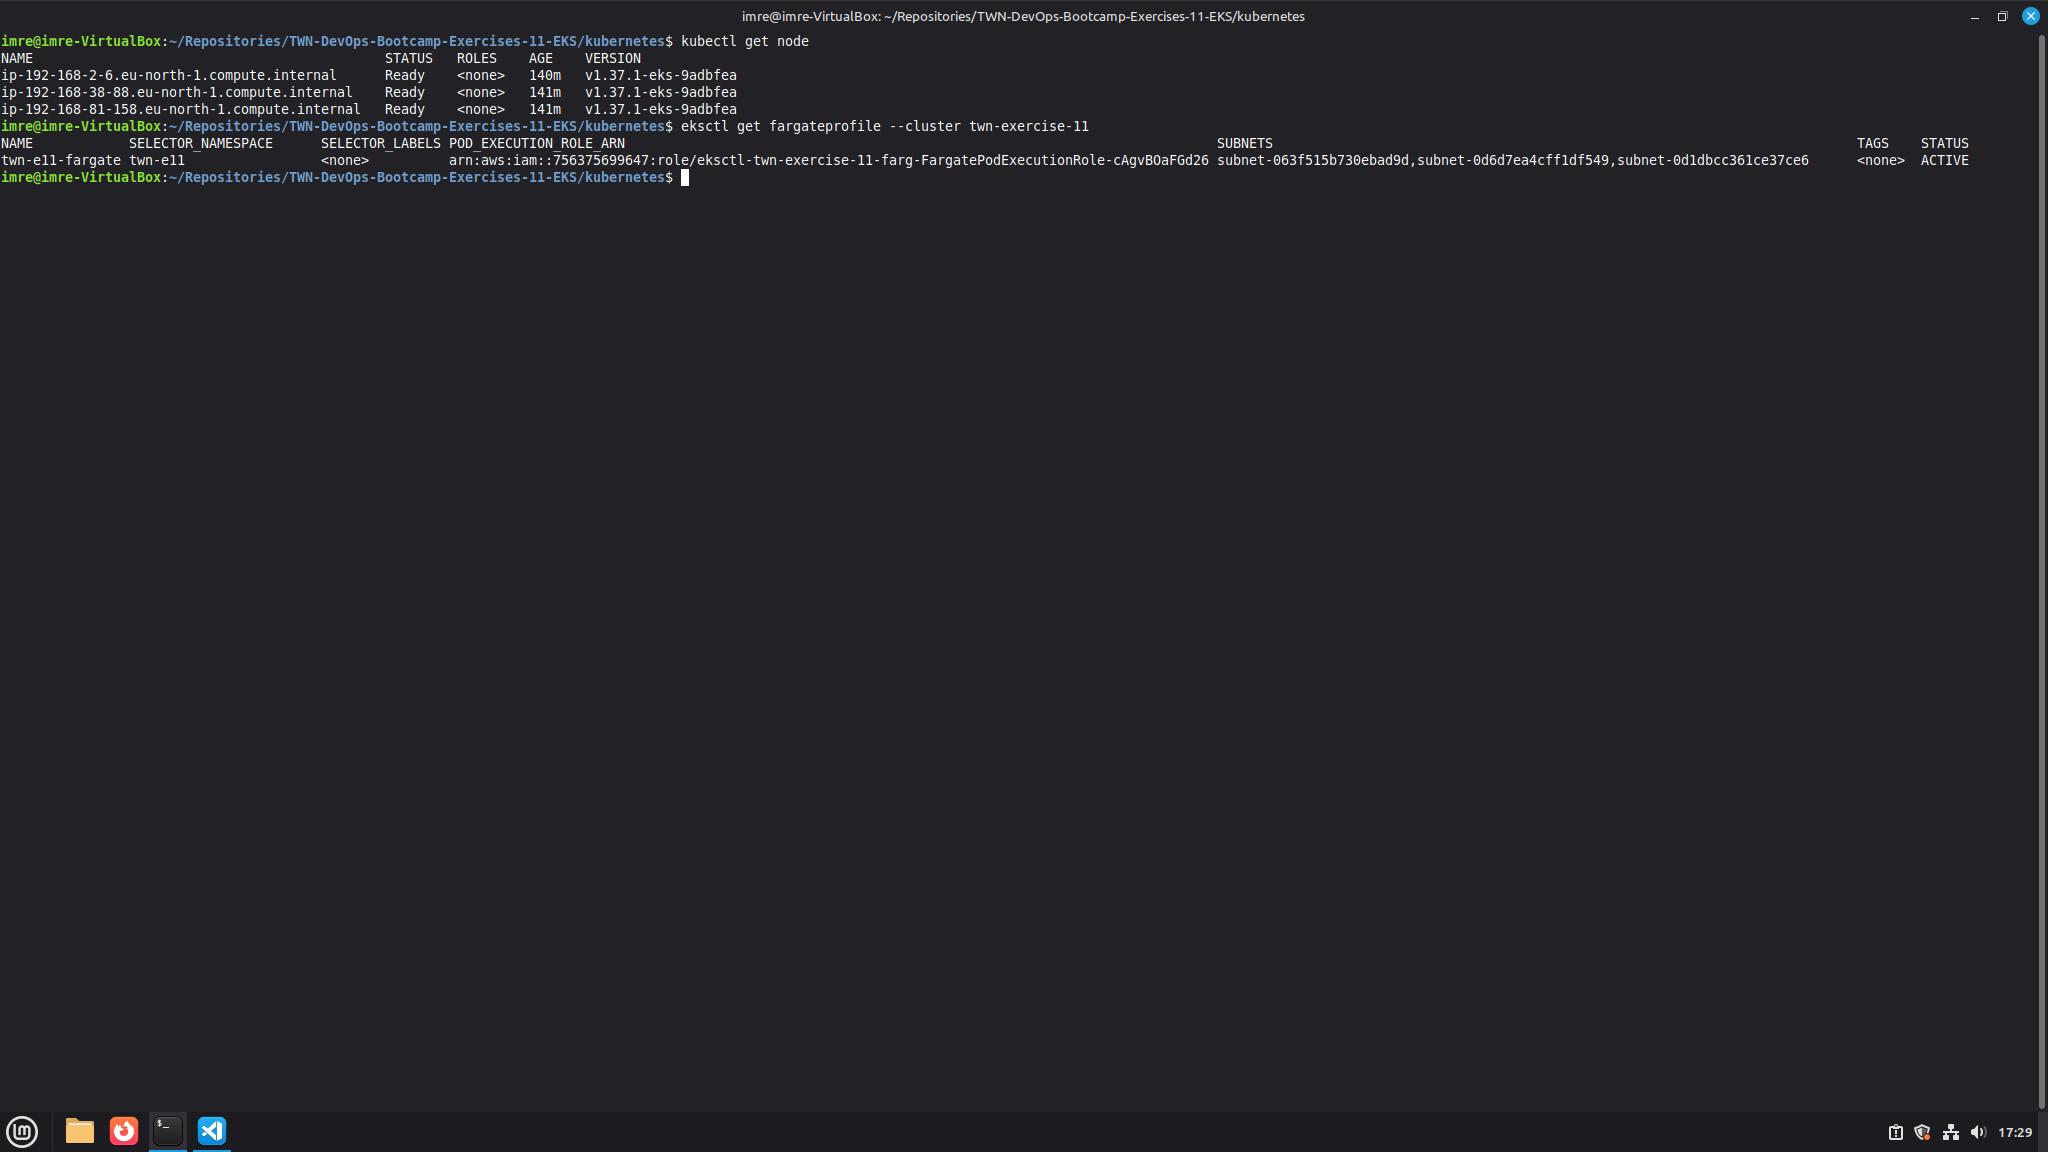 imre@imre-VirtualBox: ~/Repositories/TWN-DevOps-Bootcamp-Exercises-11-EKS/kubernetes
imre@imre-VirtualBox:~/Repositories/TWN-DevOps-Bootcamp-Exercises-11-EKS/kubernetes$ kubectl get node
NAME STATUS ROLES AGE VERSION
ip-192-168-2-6.eu-north-1.compute.internal Ready <none> 140m v1.37.1-eks-9adbfea
ip-192-168-38-88.eu-north-1.compute.internal Ready <none> 141m v1.37.1-eks-9adbfea
ip-192-168-81-158.eu-north-1.compute.internal Ready <none> 141m v1.37.1-eks-9adbfea
imre@imre-VirtualBox:~/Repositories/TWN-DevOps-Bootcamp-Exercises-11-EKS/kubernetes$ eksctl get fargateprofile --cluster twn-exercise-11
NAME SELECTOR_NAMESPACE SELECTOR_LABELS POD_EXECUTION_ROLE_ARN SUBNETS TAGS STATUS
twn-e11-fargate twn-e11 <none> arn:aws:iam::756375699647:role/eksctl-twn-exercise-11-farg-FargatePodExecutionRole-cAgvBOaFGd26 subnet-063f515b730ebad9d,subnet-0d6d7ea4cff1df549,subnet-0d1dbcc361ce37ce6 <none> ACTIVE
imre@imre-VirtualBox:~/Repositories/TWN-DevOps-Bootcamp-Exercises-11-EKS/kubernetes$
17:29